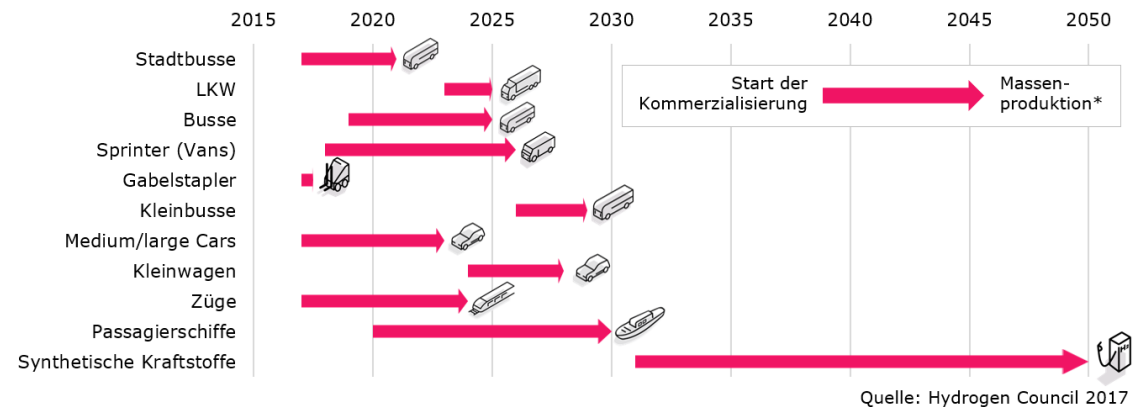 2015 2020 2025 2030 2035 2040 2045 2050
Stadtbusse
LKW
Busse
Sprinter (Vans)
Gabelstapler
Kleinbusse
Medium/large Cars
Kleinwagen
Züge
Passagierschiffe
Synthetische Kraftstoffe
Start der
Kommerzialisierung
Massen-
produktion*
H₂
Quelle: Hydrogen Council 2017